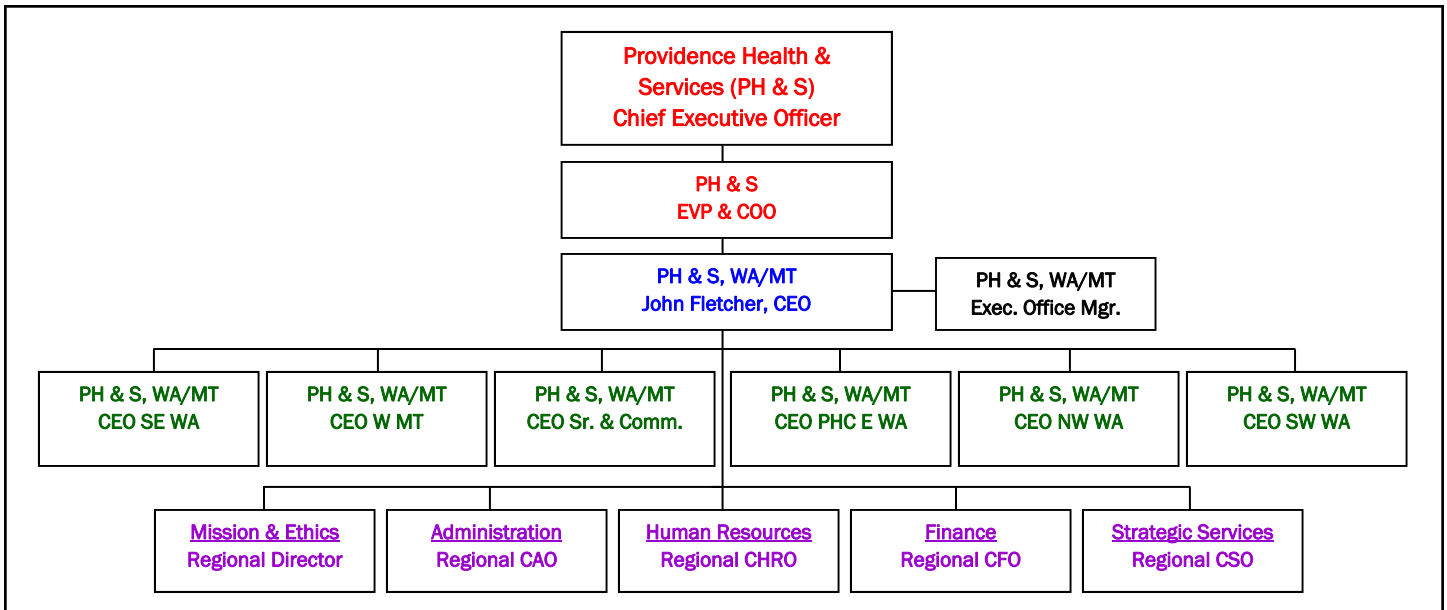 Providence Health &
Services (PH & S)
Chief Executive Officer
PH & S
EVP & COO
PH & S, WA/MT
John Fletcher, CEO
PH & S, WA/MT
Exec. Office Mgr.
PH & S, WA/MT
CEO SE WA
PH & S, WA/MT
CEO W MT
PH & S, WA/MT
CEO Sr. & Comm.
PH & S, WA/MT
CEO PHC E WA
PH & S, WA/MT
CEO NW WA
PH & S, WA/MT
CEO SW WA
Mission & Ethics
Regional Director
Administration
Regional CAO
Human Resources
Regional CHRO
Finance
Regional CFO
Strategic Services
Regional CSO